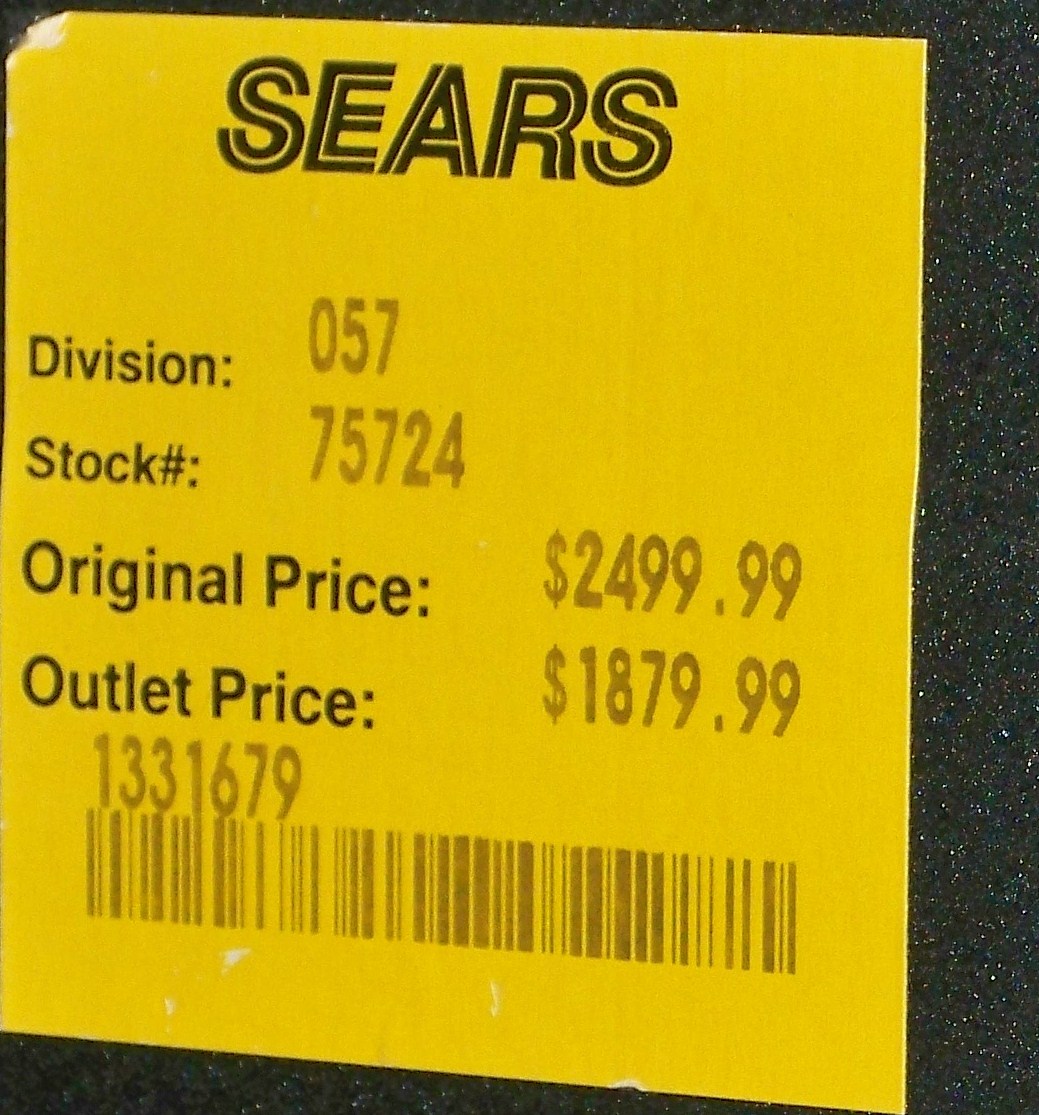 SEARS
Division: 057
Stock#: 75724
Original Price: $2499.99
Outlet Price: $1879.99
1331679